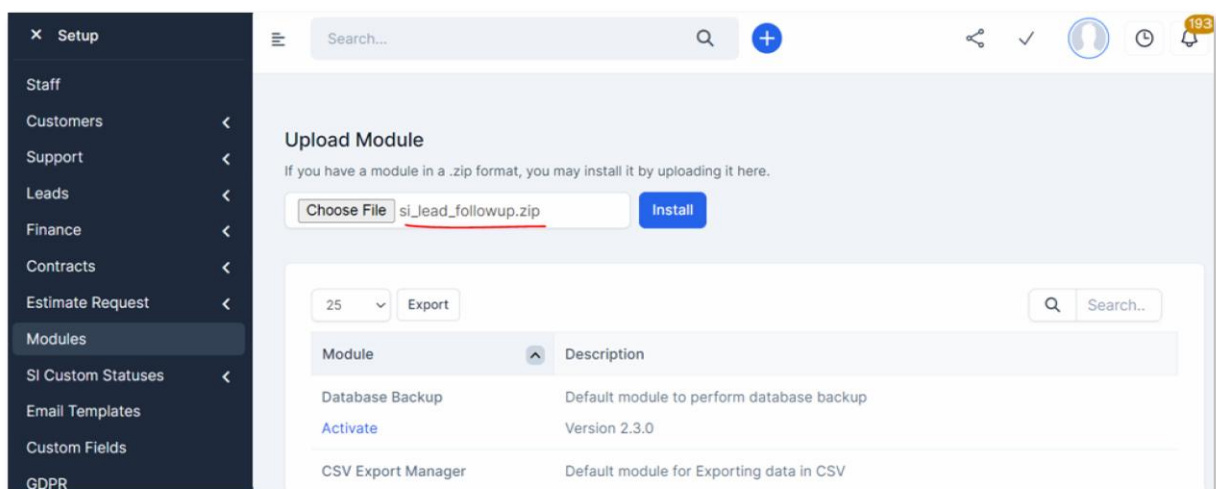 × Setup
Staff
Customers
Support
Leads
Finance
Contracts
Estimate Request
Modules
SI Custom Statuses
Email Templates
Custom Fields
GDPR
Search...
193
Upload Module
If you have a module in a .zip format, you may install it by uploading it here.
Choose File si_lead_followup.zip Install
25 Export Search..
Module Description
Database Backup Default module to perform database backup
Activate Version 2.3.0
CSV Export Manager Default module for Exporting data in CSV